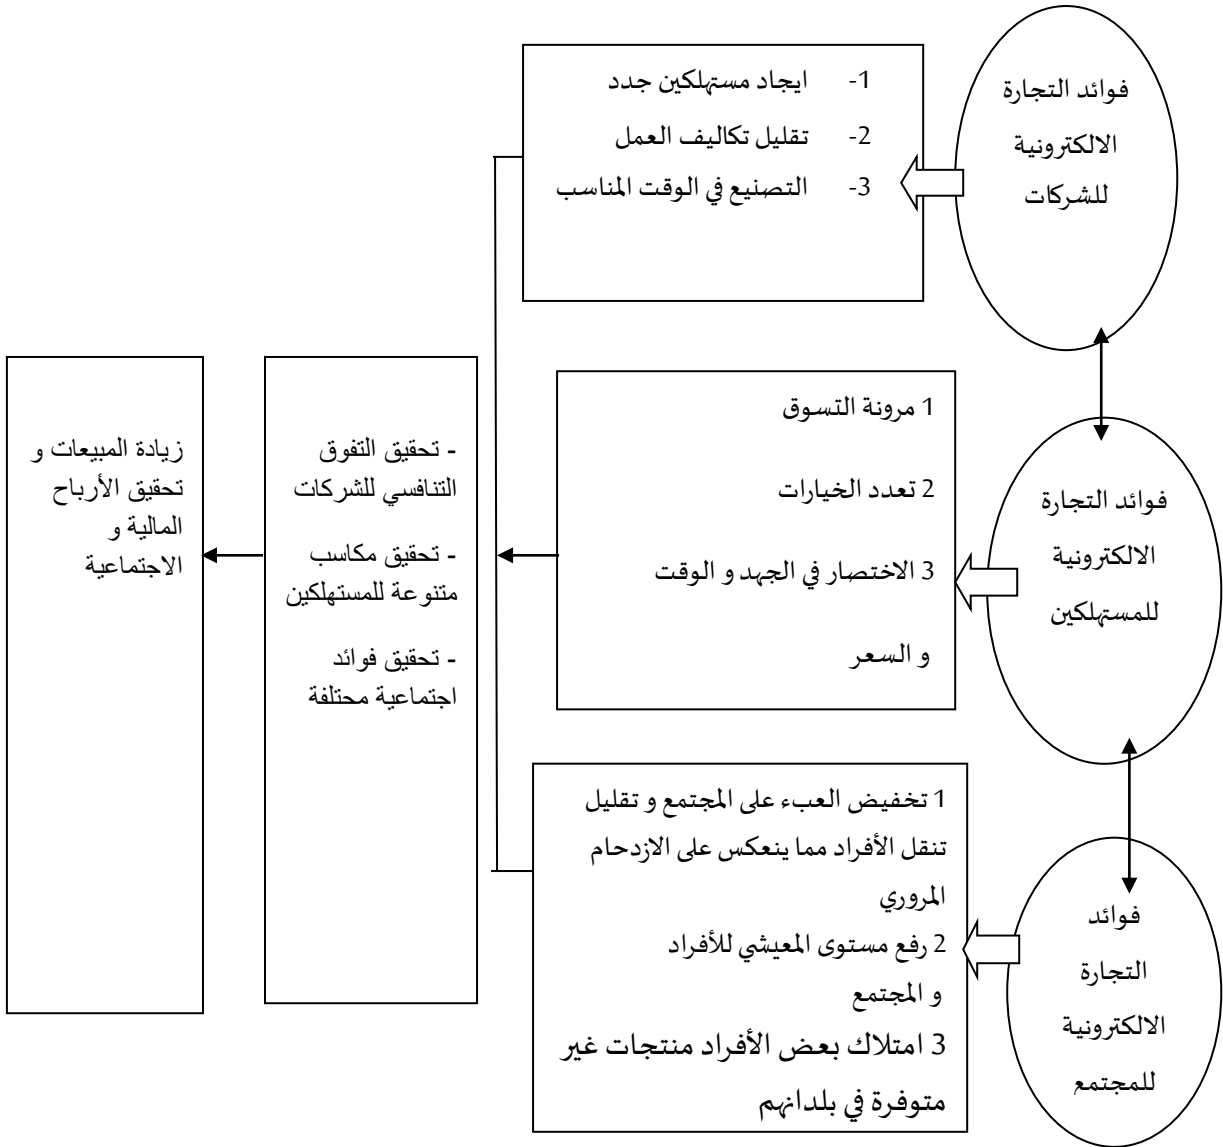 فوائد التجارة
الالكترونية
للشركات
1- ايجاد مستهلكين جدد
2- تقليل تكاليف العمل
3- التصنيع في الوقت المناسب
فوائد التجارة
الالكترونية
للمستهلكين
1 مرونة التسوق
2 تعدد الخيارات
3 الاختصار في الجهد و الوقت
و السعر
فوائد
التجارة
الالكترونية
للمجتمع
1 تخفيض العبء على المجتمع و تقليل
تنقل الأفراد مما ينعكس على الازدحام
المروري
2 رفع مستوى المعيشي للأفراد
و المجتمع
3 امتلاك بعض الأفراد منتجات غير
متوفرة في بلدانهم
- تحقيق التفوق
التنافسي للشركات
- تحقيق مكاسب
متنوعة للمستهلكين
- تحقيق فوائد
اجتماعية محتلفة
زيادة المبيعات و
تحقيق الأرباح
المالية و
الاجتماعية